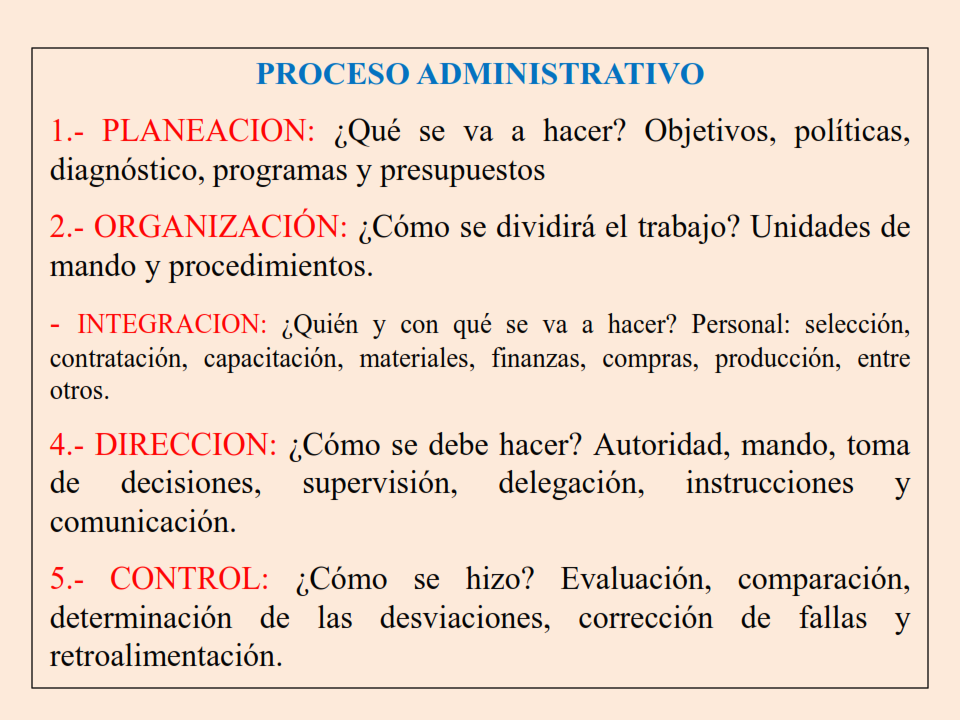 PROCESO ADMINISTRATIVO
1.- PLANEACION: ¿Qué se va a hacer? Objetivos, políticas,
diagnóstico, programas y presupuestos
2.- ORGANIZACIÓN: ¿Cómo se dividirá el trabajo? Unidades de
mando y procedimientos.
- INTEGRACION: ¿Quién y con qué se va a hacer? Personal: selección,
contratación, capacitación, materiales, finanzas, compras, producción, entre
otros.
4.- DIRECCION: ¿Cómo se debe hacer? Autoridad, mando, toma
de decisiones, supervisión, delegación, instrucciones y
comunicación.
5.- CONTROL: ¿Cómo se hizo? Evaluación, comparación,
determinación de las desviaciones, corrección de fallas y
retroalimentación.